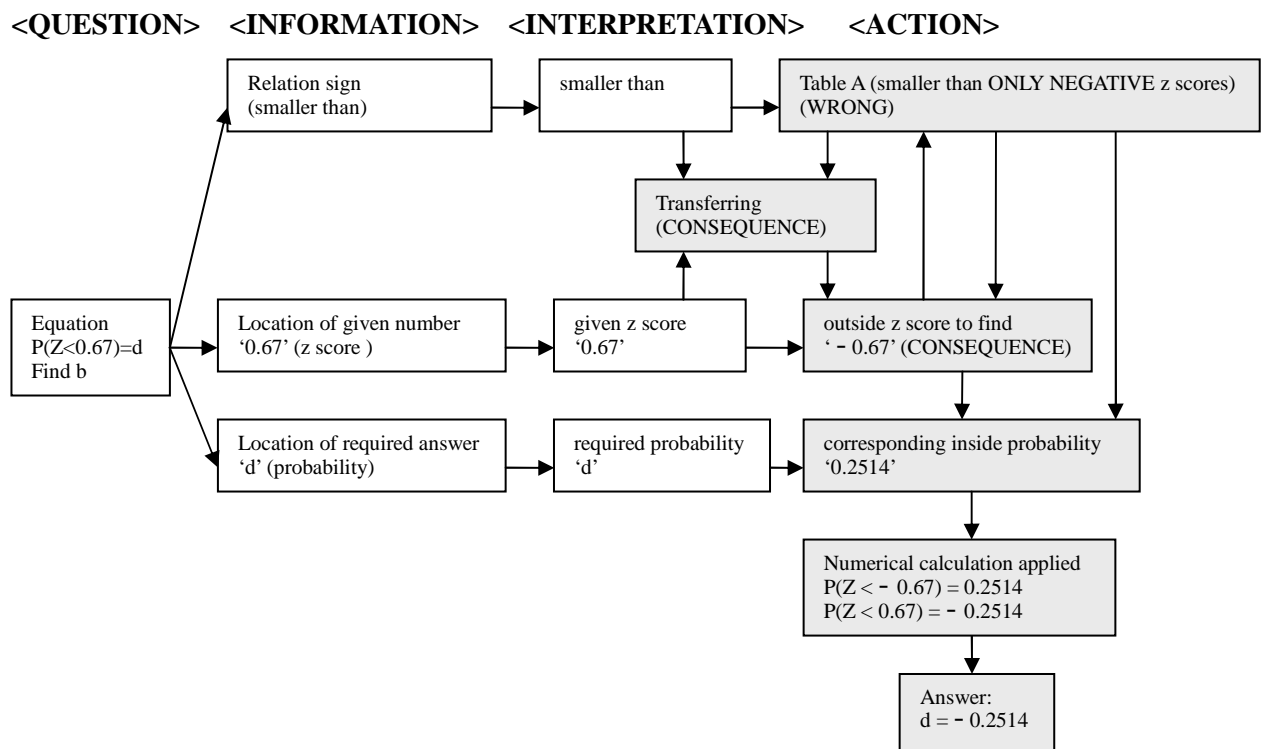 <QUESTION> <INFORMATION> <INTERPRETATION> <ACTION>
Relation sign
(smaller than)
smaller than
Table A (smaller than ONLY NEGATIVE z scores)
(WRONG)
Transferring
(CONSEQUENCE)
Equation
P(Z<0.67)=d
Find b
Location of given number
‘0.67’ (z score )
given z score
‘0.67’
outside z score to find
‘－0.67’ (CONSEQUENCE)
Location of required answer
‘d’ (probability)
required probability
‘d’
corresponding inside probability
‘0.2514’
Numerical calculation applied
P(Z <－0.67) = 0.2514
P(Z < 0.67) =－0.2514
Answer:
d =－0.2514